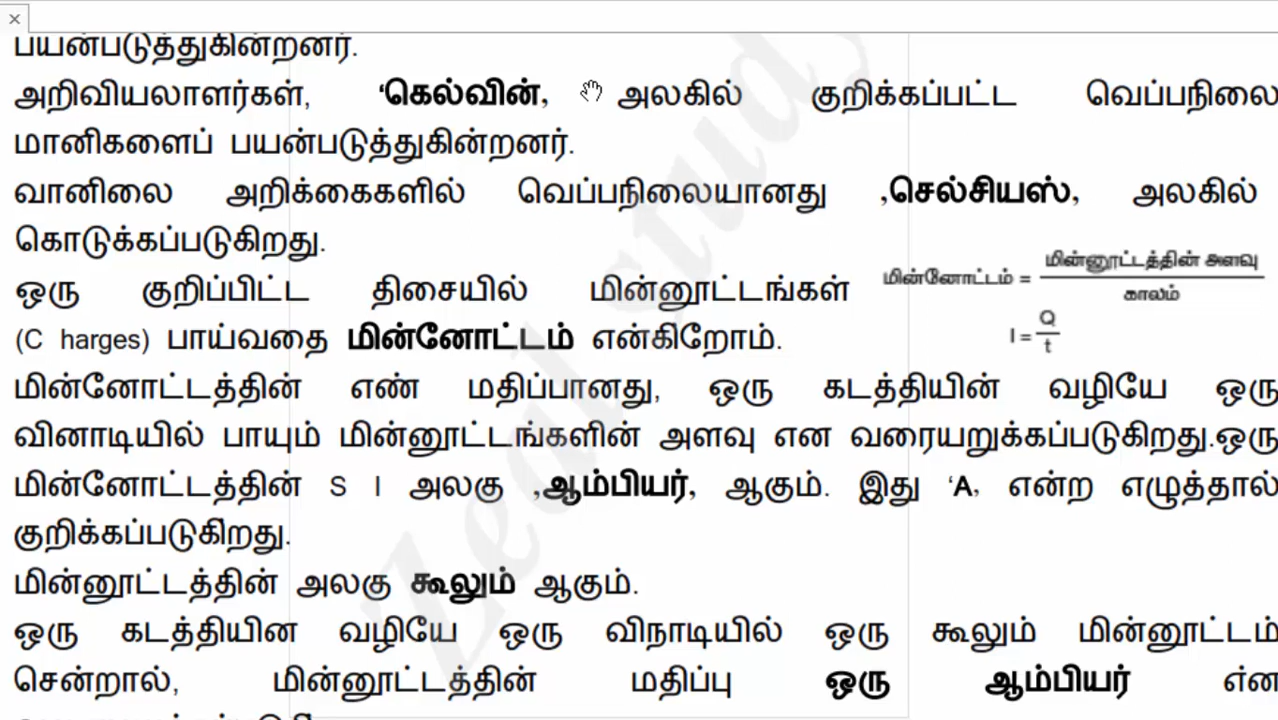 பயன்படுத்துகின்றனர்.
அறிவியலாளர்கள், ‘கெல்வின், அலகில் குறிக்கப்பட்ட வெப்பநிலை
மானிகளைப் பயன்படுத்துகின்றனர்.
வானிலை அறிக்கைகளில் வெப்பநிலையானது ,செல்சியஸ், அலகில்
கொடுக்கப்படுகிறது.
ஒரு குறிப்பிட்ட திசையில் மின்னூட்டங்கள்
(C harges) பாய்வதை மின்னோட்டம் என்கிறோம்.
மின்னோட்டம் = மின்னூட்டத்தின் அளவு
காலம்
I = Q
t
மின்னோட்டத்தின் எண் மதிப்பானது, ஒரு கடத்தியின் வழியே ஒரு
வினாடியில் பாயும் மின்னூட்டங்களின் அளவு என வரையறுக்கப்படுகிறது.ஒரு
மின்னோட்டத்தின் S I அலகு ,ஆம்பியர், ஆகும். இது ‘A, என்ற எழுத்தால்
குறிக்கப்படுகிறது.
மின்னூட்டத்தின் அலகு கூலும் ஆகும்.
ஒரு கடத்தியின வழியே ஒரு விநாடியில் ஒரு கூலும் மின்னூட்டம்
சென்றால், மின்னூட்டத்தின் மதிப்பு ஒரு ஆம்பியர் என
Zeal study